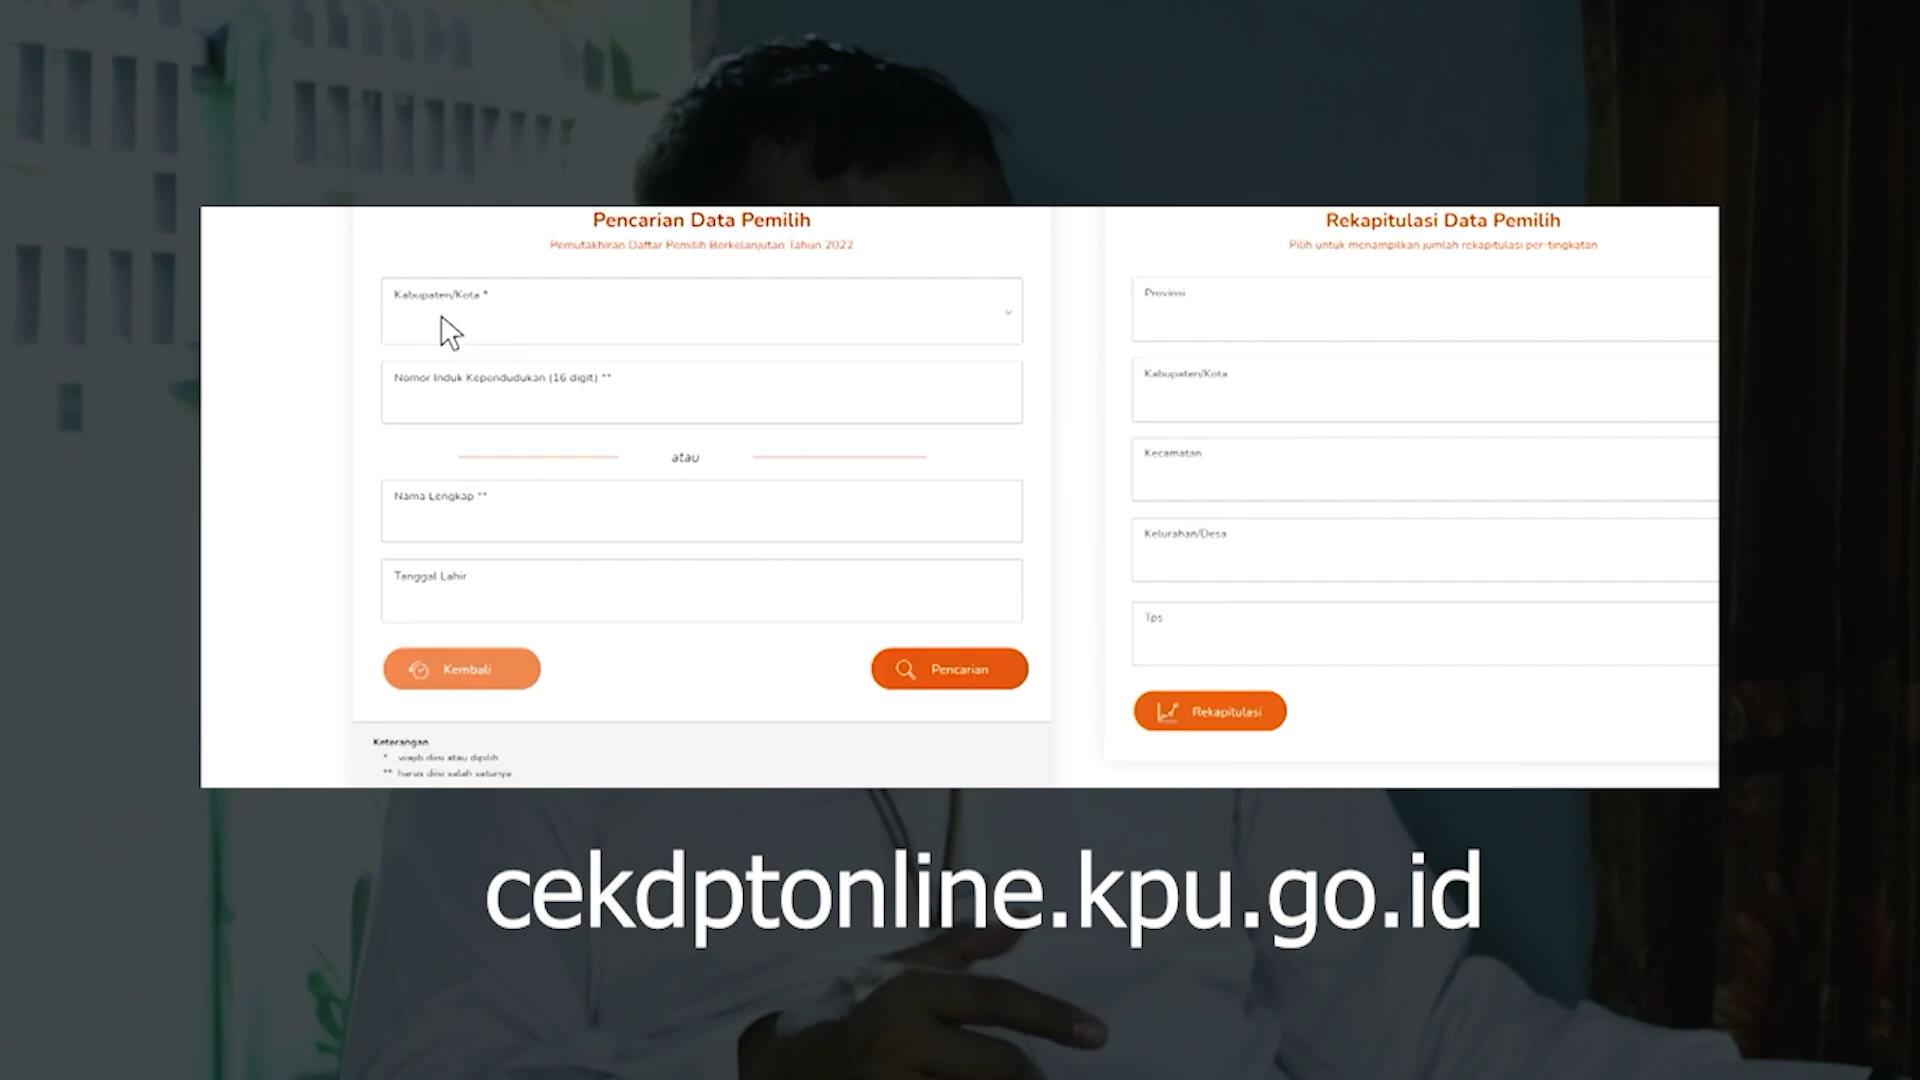 Pencarian Data Pemilih
Pemutakhiran Daftar Pemilih Berkelanjutan Tahun 2022
Kabupaten/Kota *
Nomor Induk Kependudukan (16 digit) **
atau
Nama Lengkap **
Tanggal Lahir
Kembali
Pencarian
Keterangan
* wajib diisi atau dipilih
** harus diisi salah satunya
Rekapitulasi Data Pemilih
Pilih untuk menampilkan jumlah rekapitulasi per-tingkatan
Provinsi
Kabupaten/Kota
Kecamatan
Kelurahan/Desa
Tps
Rekapitulasi
cekdptonline.kpu.go.id